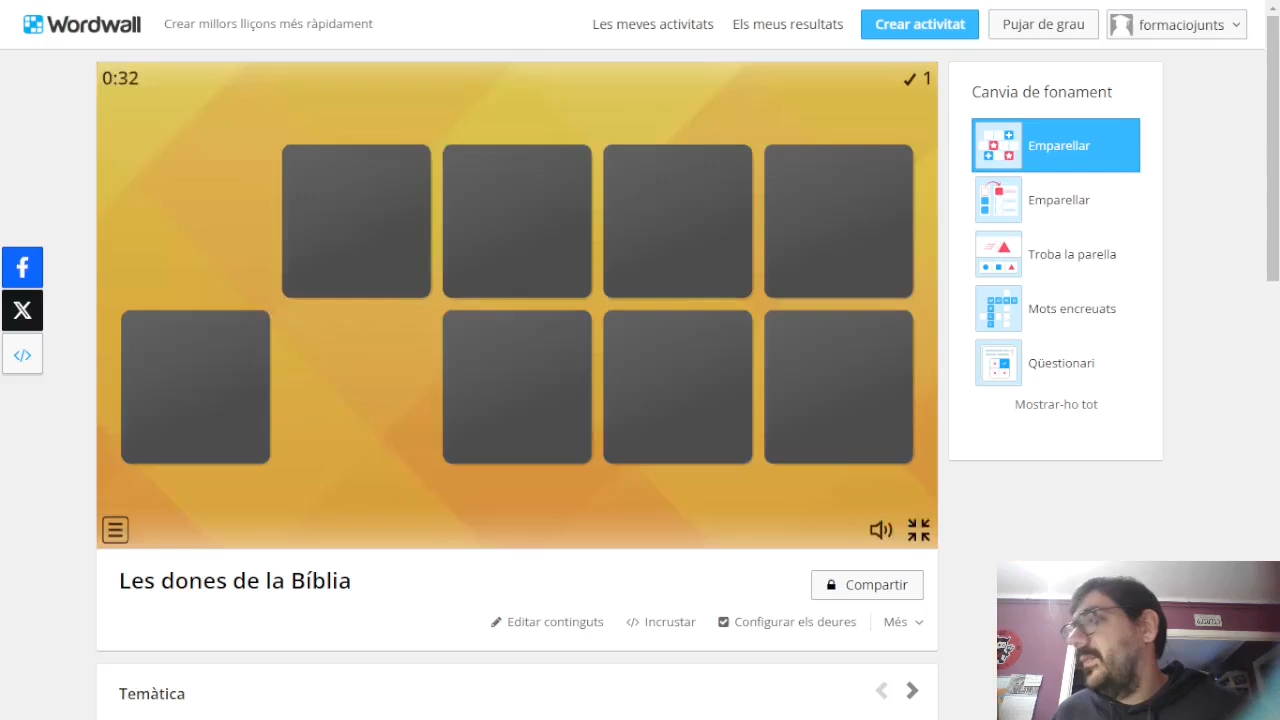 Wordwall
Crear millors lliçons més ràpidament
Les meves activitats
Els meus resultats
Crear activitat
Pujar de grau
formaciojunts
0:32
✓ 1
Canvia de fonament
Emparellar
Emparellar
Troba la parella
Mots encreuats
Qüestionari
Mostrar-ho tot
Les dones de la Bíblia
Compartir
Editar continguts
Incrustar
Configurar els deures
Més
Temàtica